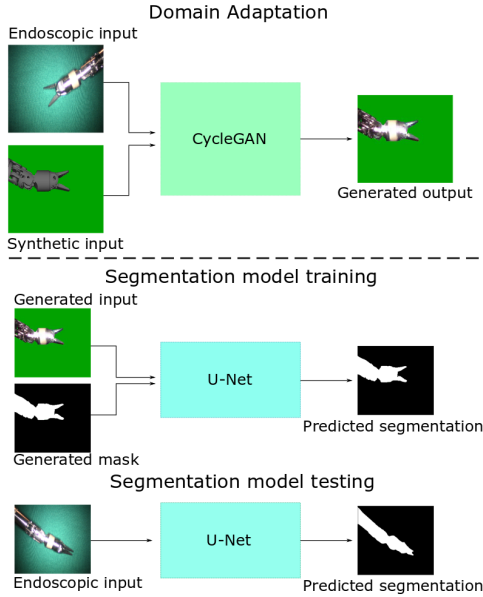 Domain Adaptation
Endoscopic input
CycleGAN
Generated output
Synthetic input
Segmentation model training
Generated input
U-Net
Predicted segmentation
Generated mask
Segmentation model testing
U-Net
Endoscopic input
Predicted segmentation